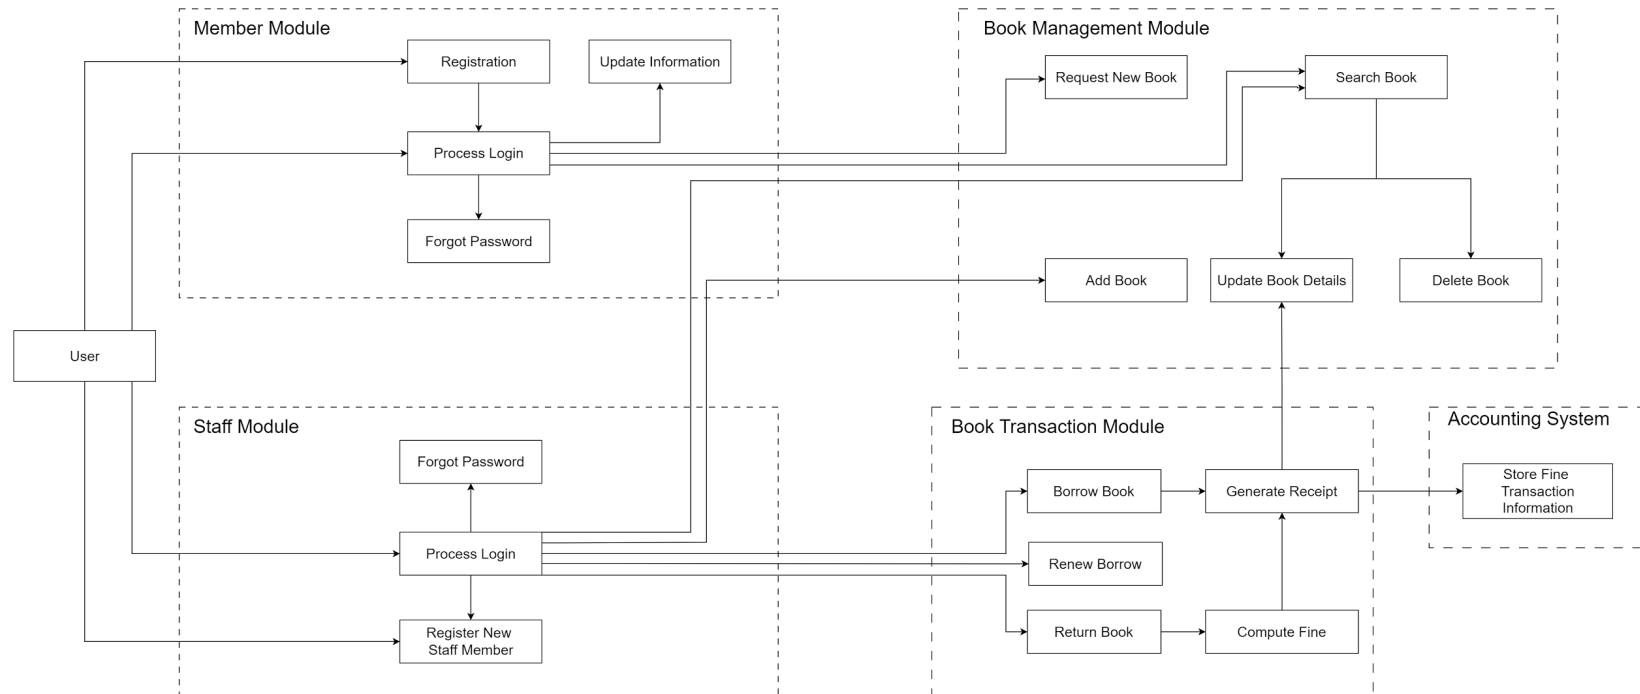 Member Module
Registration
Update Information
Process Login
Forgot Password
Book Management Module
Request New Book
Search Book
Add Book
Update Book Details
Delete Book
User
Staff Module
Forgot Password
Process Login
Register New
Staff Member
Book Transaction Module
Borrow Book
Generate Receipt
Renew Borrow
Return Book
Compute Fine
Accounting System
Store Fine
Transaction
Information